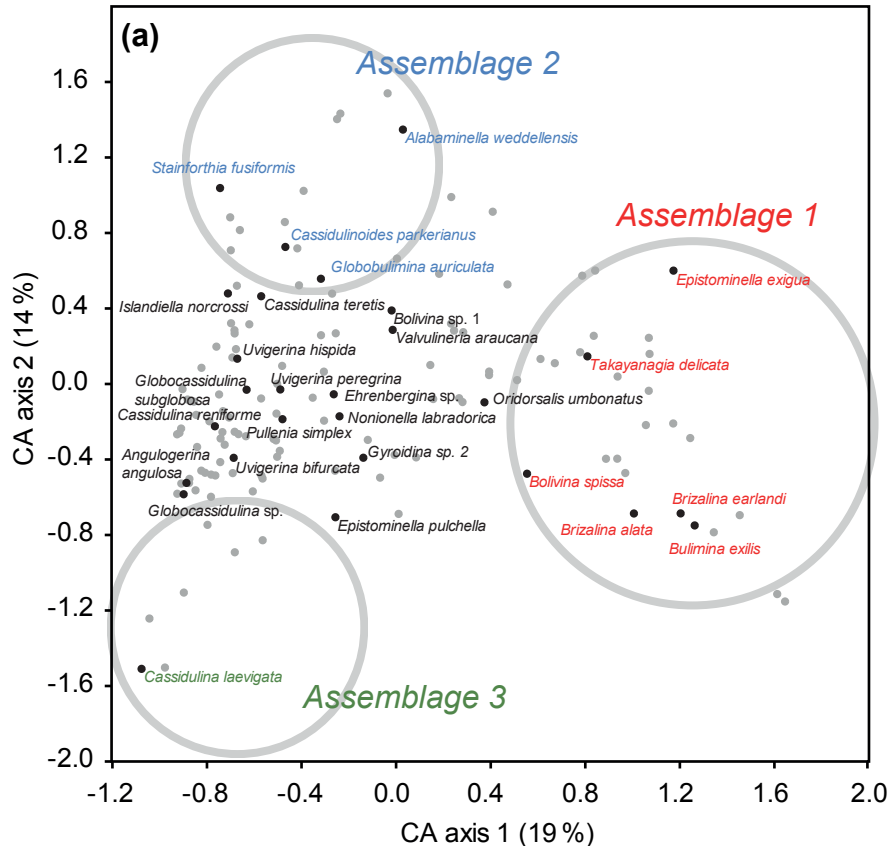 (a)
Assemblage 2
Alabaminella weddellensis
Stainforthia fusiformis
Assemblage 1
Cassidulinoides parkerianus
Globobulimina auriculata
Epistominella exigua
Islandiella norcrossi
Cassidulina teretis
Bolivina sp. 1
Valvulineria araucana
Uvigerina hispida
Takayanagia delicata
Globocassidulina
subglobosa
Uvigerina peregrina
Ehrenbergina sp.
Oridorsalis umbonatus
Cassidulina reniforme
Nonionella labradorica
Pullenia simplex
Angulogerina
angulosa
Uvigerina bifurcata
Gyroidina sp. 2
Bolivina spissa
Globocassidulina sp.
Epistominella pulchella
Brizalina earlandi
Brizalina alata
Bulimina exilis
Cassidulina laevigata
Assemblage 3
CA axis 2 (14 %)
1.6
1.2
0.8
0.4
0.0
-0.4
-0.8
-1.2
-1.6
-2.0
-1.2 -0.8 -0.4 0.0 0.4 0.8 1.2 1.6 2.0
CA axis 1 (19 %)